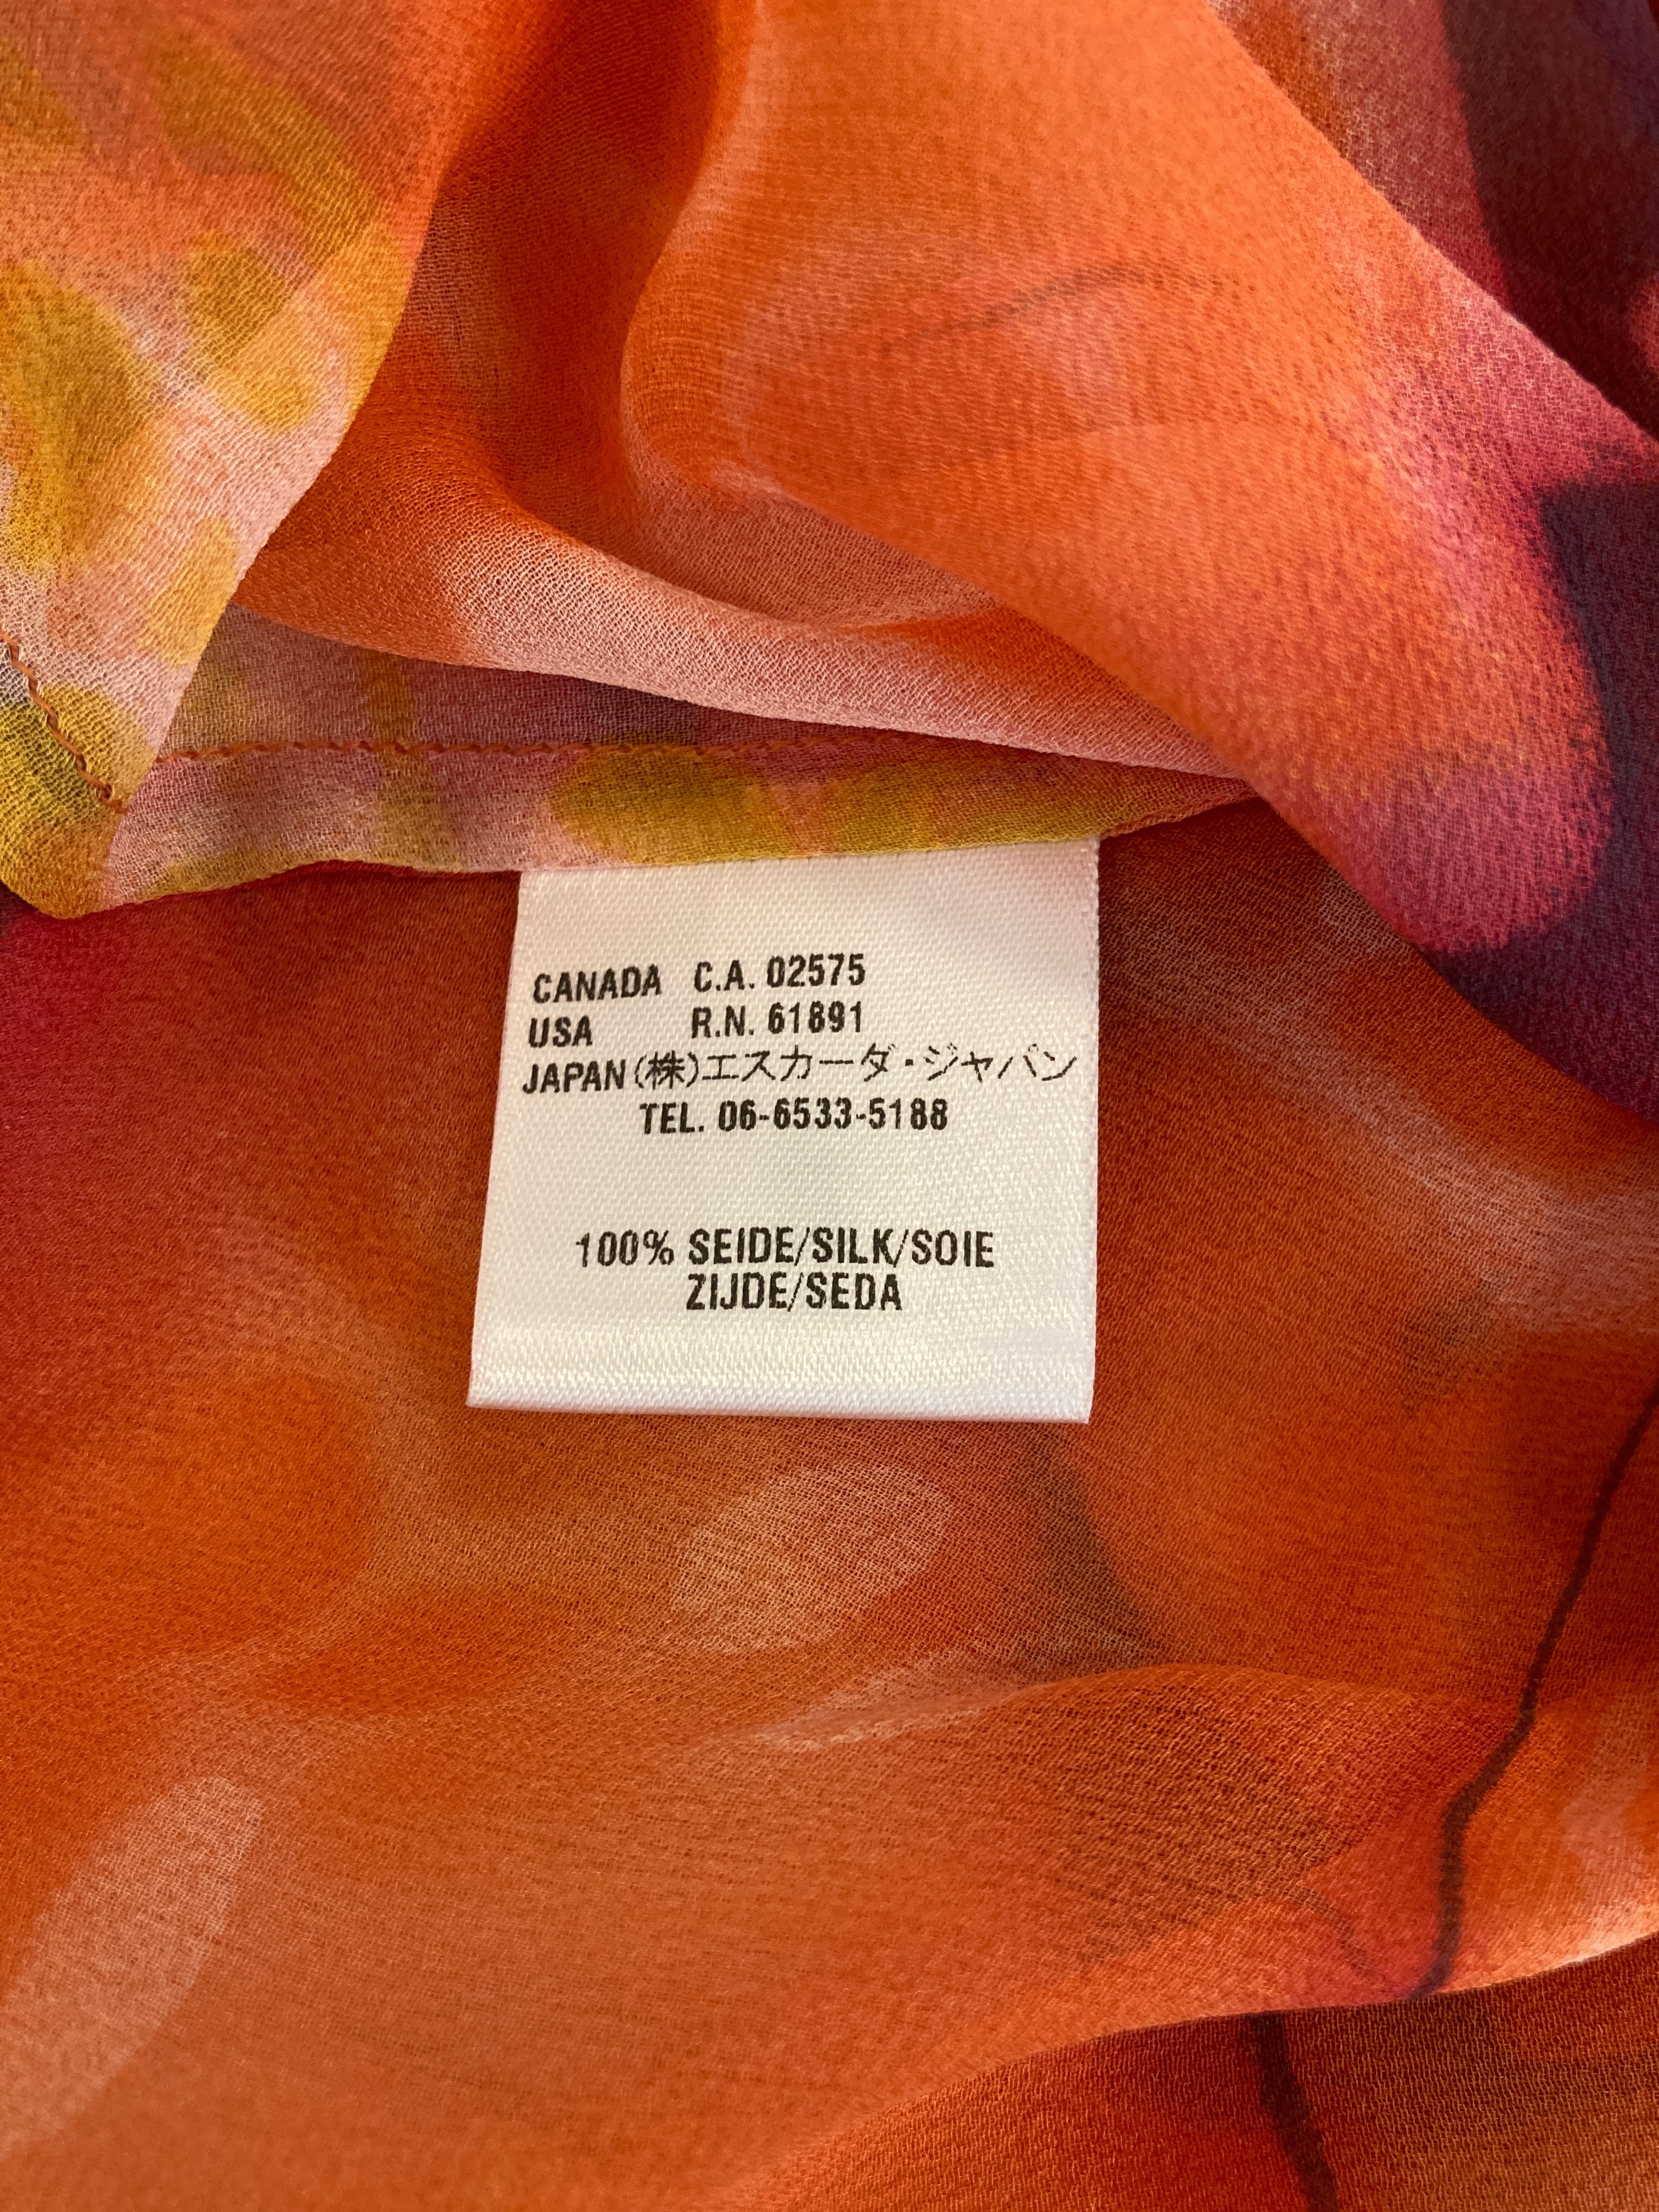 CANADA C.A. 02575
USA R.N. 61891
JAPAN(株)エスカーダ・ジャパン
TEL. 06-6533-5188
100% SEIDE/SILK/SOIE
ZIJDE/SEDA